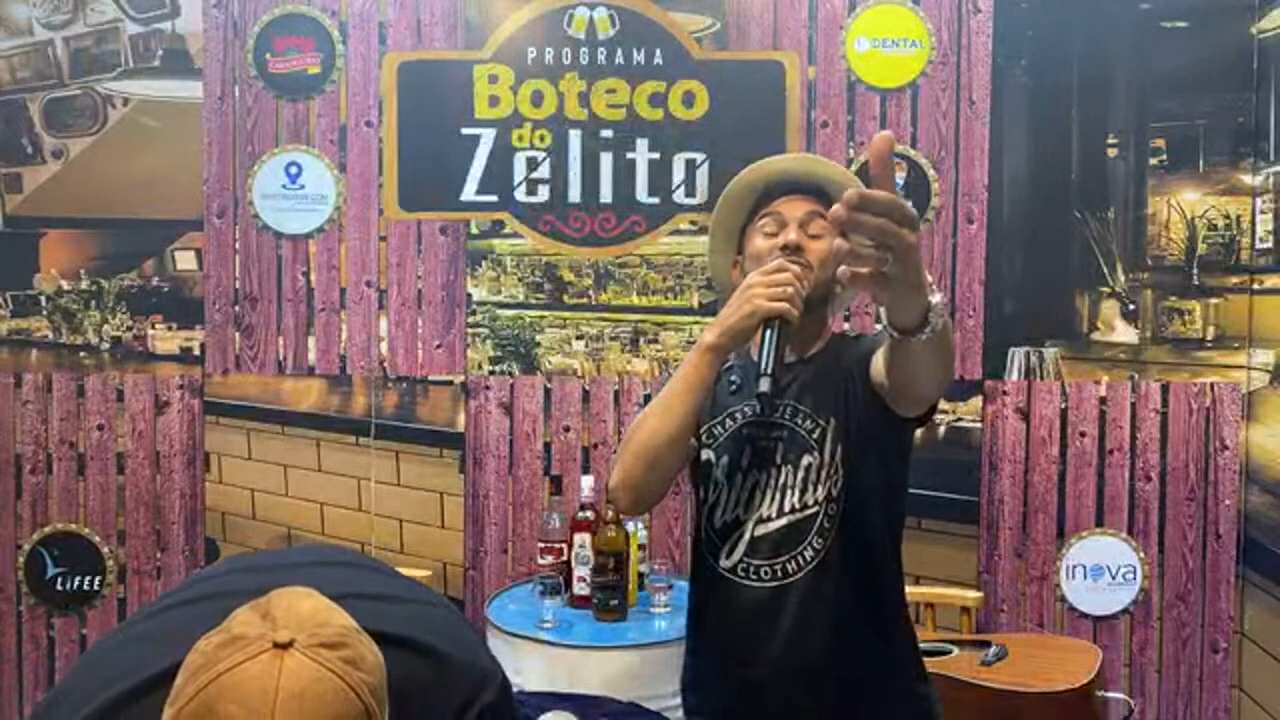 PROGRAMA
Boteco
do
Zelito
DENTAL
LiFEE
inova
CHASSI JEANS
Originals
CLOTHING.CO